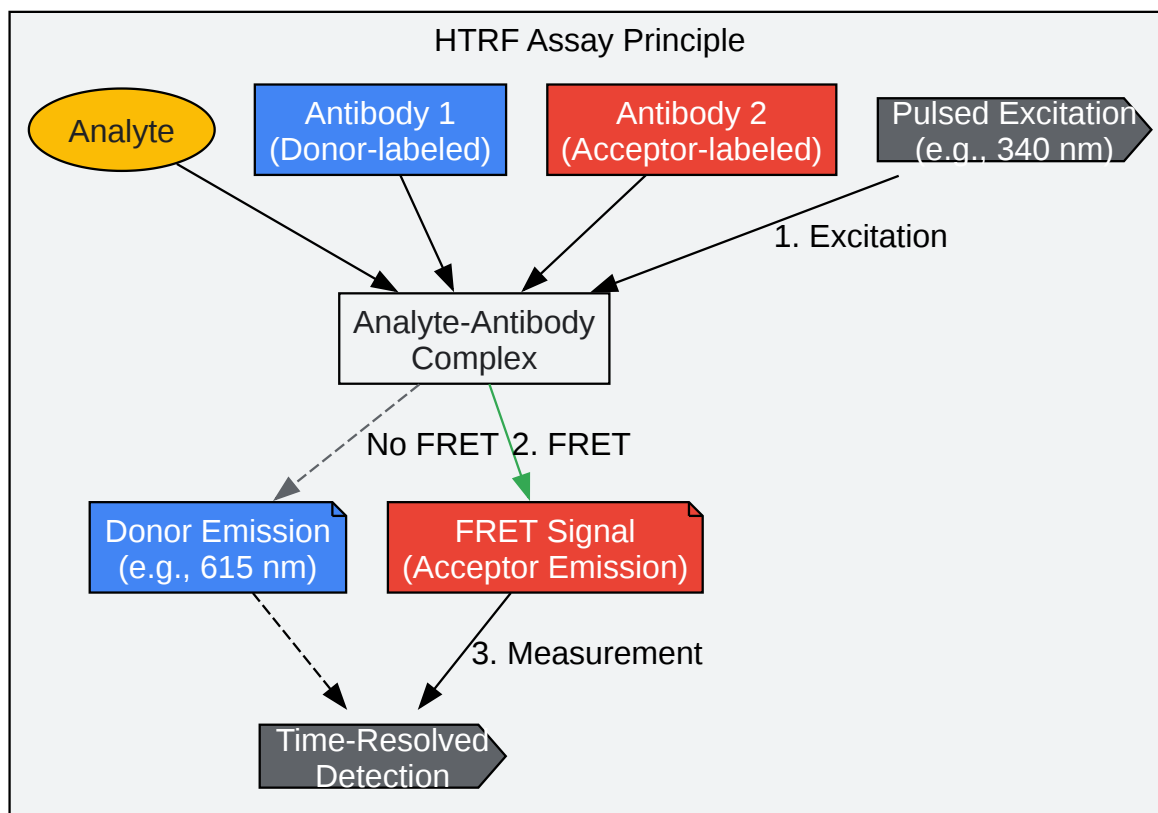 HTRF Assay Principle
Analyte
Antibody 1
(Donor-labeled)
Antibody 2
(Acceptor-labeled)
Pulsed Excitation
(e.g., 340 nm)
1. Excitation
Analyte-Antibody
Complex
No FRET
2. FRET
Donor Emission
(e.g., 615 nm)
FRET Signal
(Acceptor Emission)
3. Measurement
Time-Resolved
Detection